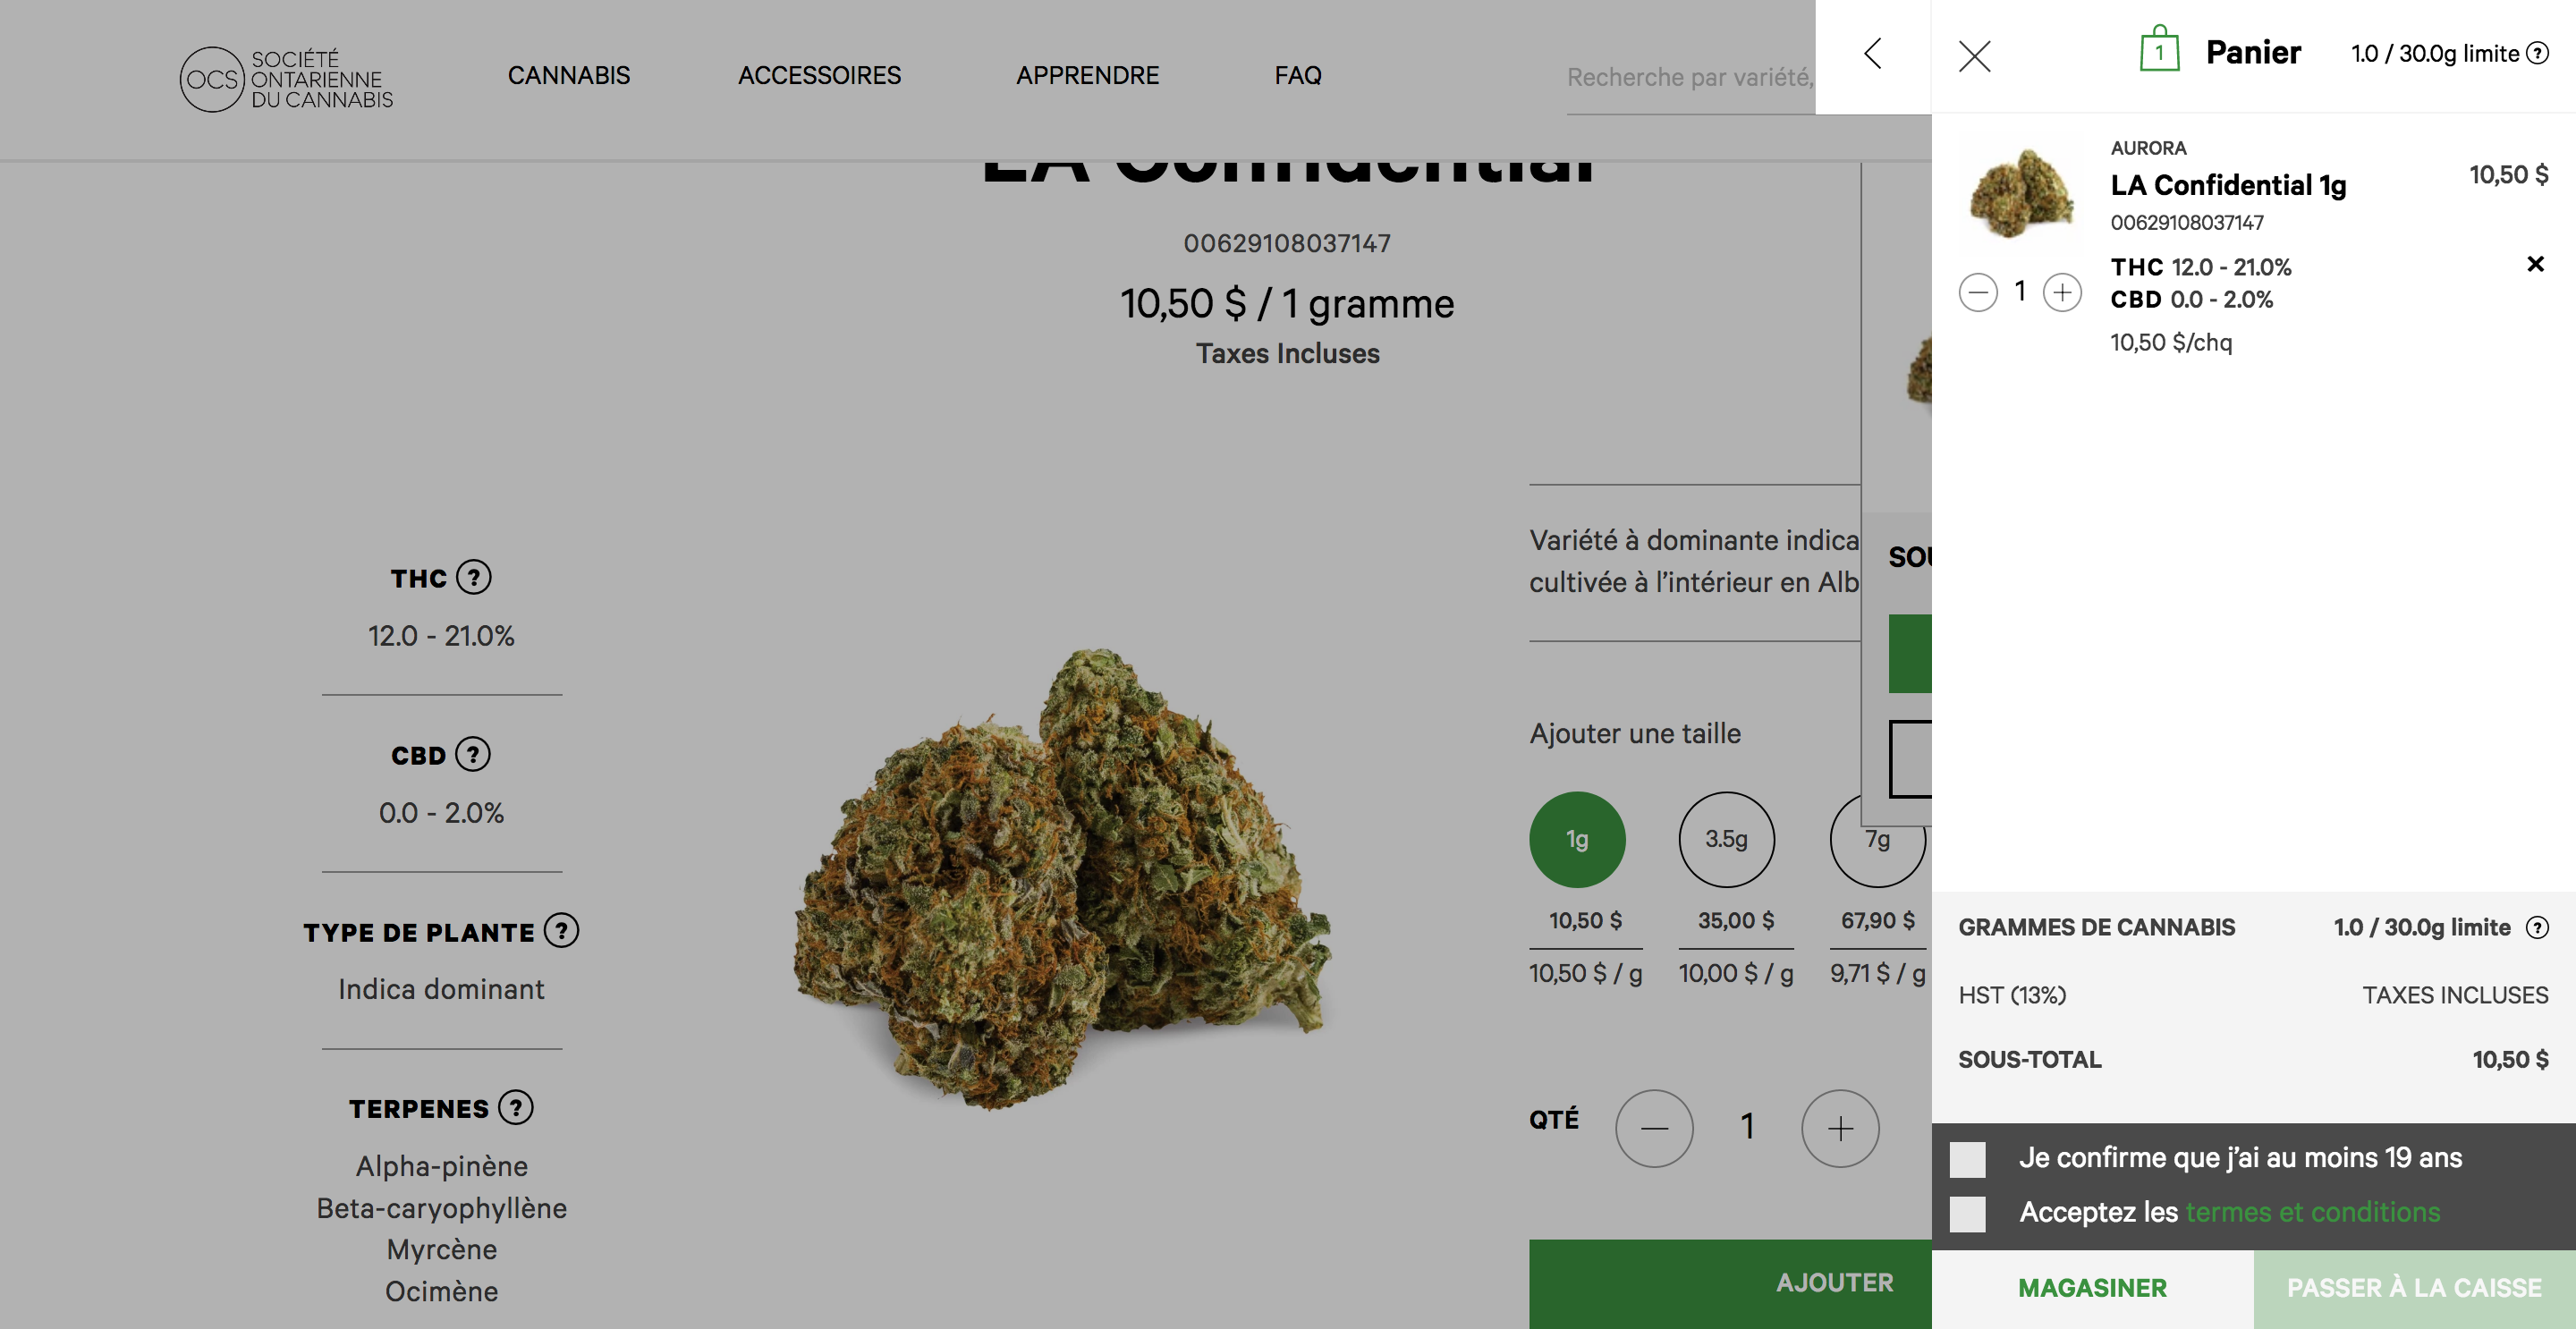 OCS SOCIÉTÉ
ONTARIENNE
DU CANNABIS
CANNABIS
ACCESSOIRES
APPRENDRE
FAQ
Recherche par variété,
LA Confidential
00629108037147
10,50 $ / 1 gramme
Taxes Incluses
THC ?
12.0 - 21.0%
CBD ?
0.0 - 2.0%
TYPE DE PLANTE ?
Indica dominant
TERPENES ?
Alpha-pinène
Beta-caryophyllène
Myrcène
Ocimène
Variété à dominante indica
cultivée à l’intérieur en Alb
Ajouter une taille
1g 3.5g 7g
10,50 $ 35,00 $ 67,90 $
10,50 $ / g 10,00 $ / g 9,71 $ / g
QTÉ 1
AJOUTER
SOU
1 Panier 1.0 / 30.0g limite ?
AURORA
LA Confidential 1g 10,50 $
00629108037147
THC 12.0 - 21.0%
CBD 0.0 - 2.0%
1
10,50 $/chq
GRAMMES DE CANNABIS 1.0 / 30.0g limite ?
HST (13%) TAXES INCLUSES
SOUS-TOTAL 10,50 $
Je confirme que j’ai au moins 19 ans
Acceptez les termes et conditions
MAGASINER PASSER À LA CAISSE